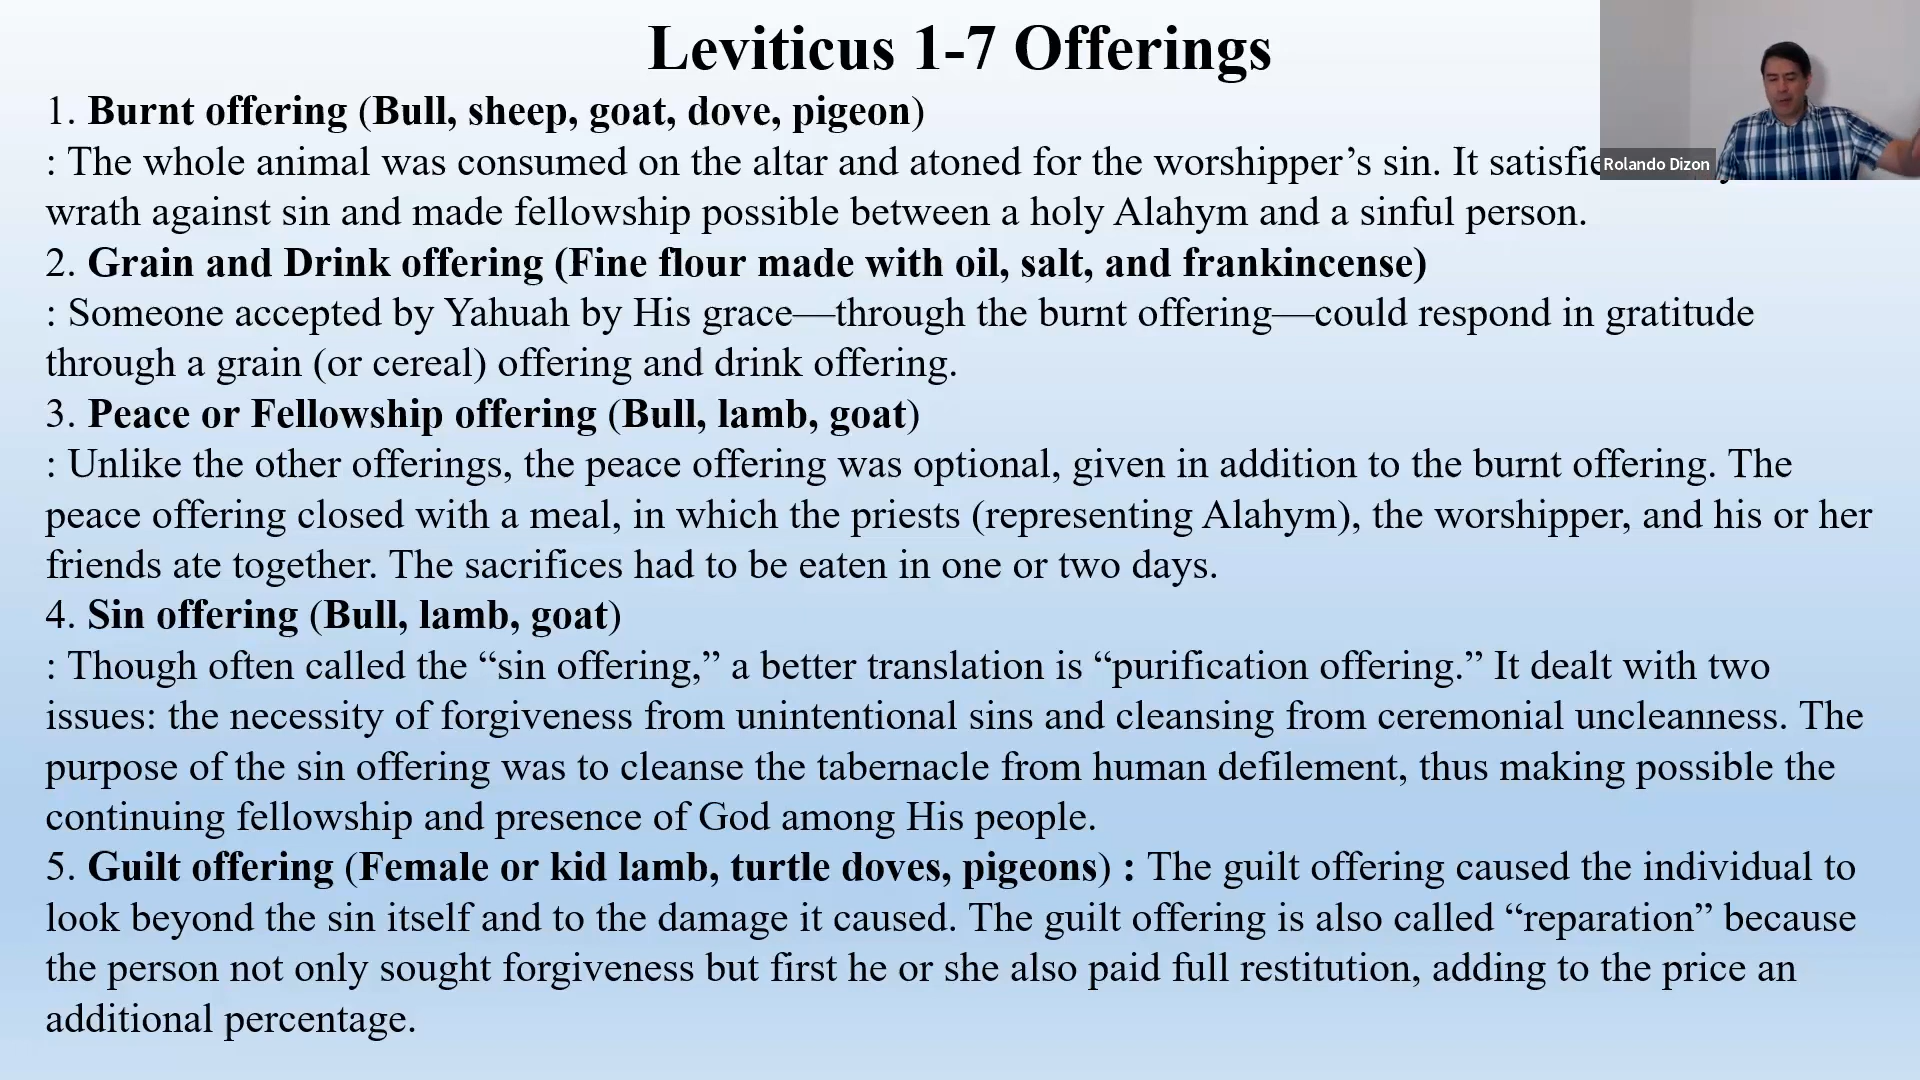 Leviticus 1-7 Offerings
1. Burnt offering (Bull, sheep, goat, dove, pigeon)
: The whole animal was consumed on the altar and atoned for the worshipper’s sin. It
Rolando Dizon
wrath against sin and made fellowship possible between a holy Alahym and a sinful person.
2. Grain and Drink offering (Fine flour made with oil, salt, and frankincense)
: Someone accepted by Yahuah by His grace—through the burnt offering—could respond in gratitude
through a grain (or cereal) offering and drink offering.
3. Peace or Fellowship offering (Bull, lamb, goat)
: Unlike the other offerings, the peace offering was optional, given in addition to the burnt offering. The
peace offering closed with a meal, in which the priests (representing Alahym), the worshipper, and his or her
friends ate together. The sacrifices had to be eaten in one or two days.
4. Sin offering (Bull, lamb, goat)
: Though often called the “sin offering,” a better translation is “purification offering.” It dealt with two
issues: the necessity of forgiveness from unintentional sins and cleansing from ceremonial uncleanness. The
purpose of the sin offering was to cleanse the tabernacle from human defilement, thus making possible the
continuing fellowship and presence of God among His people.
5. Guilt offering (Female or kid lamb, turtle doves, pigeons) : The guilt offering caused the individual to
look beyond the sin itself and to the damage it caused. The guilt offering is also called “reparation” because
the person not only sought forgiveness but first he or she also paid full restitution, adding to the price an
additional percentage.